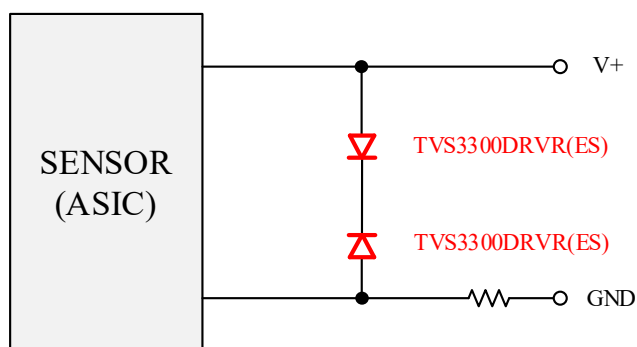 V+
TVS3300DRVR(ES)
SENSOR
(ASIC)
TVS3300DRVR(ES)
GND